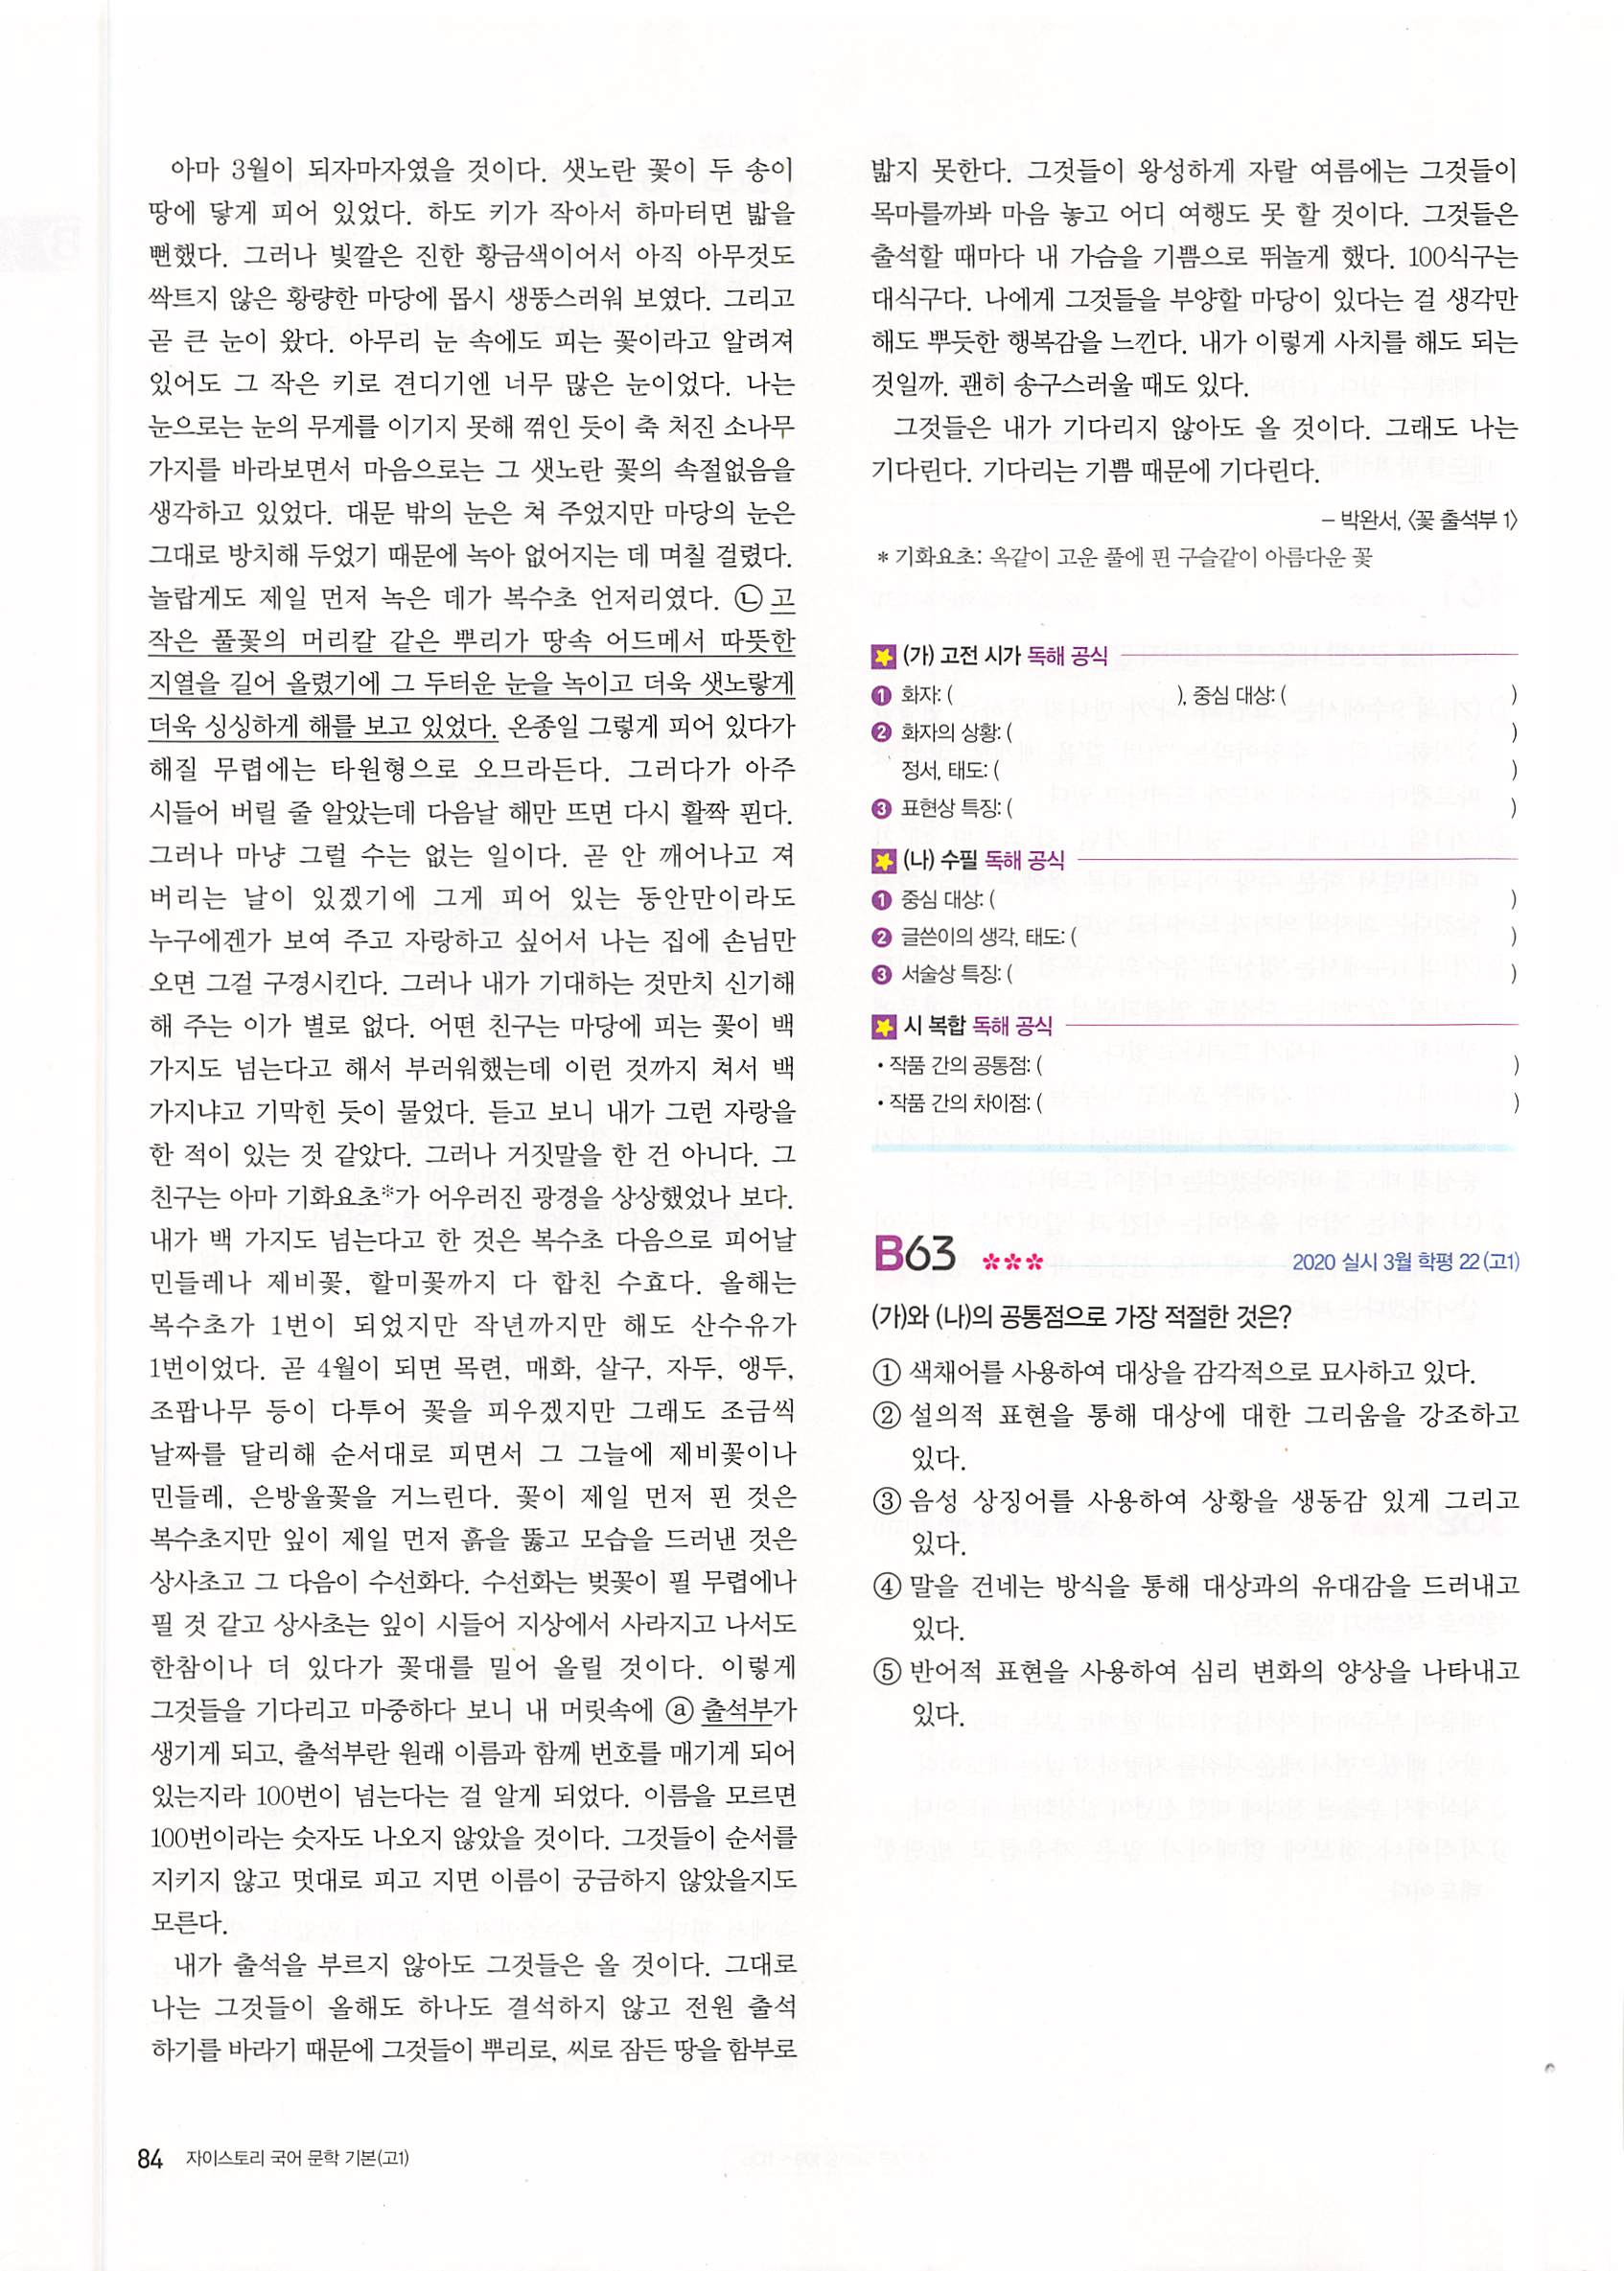 아마 3월이 되자마자였을 것이다. 샛노란 꽃이 두 송이
땅에 닿게 피어 있었다. 하도 키가 작아서 하마터면 밟을
뻔했다. 그러나 빛깔은 진한 황금색이어서 아직 아무것도
싹트지 않은 황량한 마당에 몹시 생뚱스러워 보였다. 그리고
곧 큰 눈이 왔다. 아무리 눈 속에도 피는 꽃이라고 알려져
있어도 그 작은 키로 견디기엔 너무 많은 눈이었다. 나는
눈으로는 눈의 무게를 이기지 못해 꺾인 듯이 축 처진 소나무
가지를 바라보면서 마음으로는 그 샛노란 꽃의 속절없음을
생각하고 있었다. 대문 밖의 눈은 쳐 주었지만 마당의 눈은
그대로 방치해 두었기 때문에 녹아 없어지는 데 며칠 걸렸다.
놀랍게도 제일 먼저 녹은 데가 복수초 언저리였다. ㉡ 고
작은 풀꽃의 머리칼 같은 뿌리가 땅속 어드메서 따뜻한
지열을 길어 올렸기에 그 두터운 눈을 녹이고 더욱 샛노랗게
더욱 싱싱하게 해를 보고 있었다. 온종일 그렇게 피어 있다가
해질 무렵에는 타원형으로 오므라든다. 그러다가 아주
시들어 버릴 줄 알았는데 다음날 해만 뜨면 다시 활짝 핀다.
그러나 마냥 그럴 수는 없는 일이다. 곧 안 깨어나고 져
버리는 날이 있겠기에 그게 피어 있는 동안만이라도
누구에겐가 보여 주고 자랑하고 싶어서 나는 집에 손님만
오면 그걸 구경시킨다. 그러나 내가 기대하는 것만치 신기해
해 주는 이가 별로 없다. 어떤 친구는 마당에 피는 꽃이 백
가지도 넘는다고 해서 부러워했는데 이런 것까지 쳐서 백
가지냐고 기막힌 듯이 물었다. 듣고 보니 내가 그런 자랑을
한 적이 있는 것 같았다. 그러나 거짓말을 한 건 아니다. 그
친구는 아마 기화요초*가 어우러진 광경을 상상했었나 보다.
내가 백 가지도 넘는다고 한 것은 복수초 다음으로 피어날
민들레나 제비꽃, 할미꽃까지 다 합친 수효다. 올해는
복수초가 1번이 되었지만 작년까지만 해도 산수유가
1번이었다. 곧 4월이 되면 목련, 매화, 살구, 자두, 앵두,
조팝나무 등이 다투어 꽃을 피우겠지만 그래도 조금씩
날짜를 달리해 순서대로 피면서 그 그늘에 제비꽃이나
민들레, 은방울꽃을 거느린다. 꽃이 제일 먼저 핀 것은
복수초지만 잎이 제일 먼저 흙을 뚫고 모습을 드러낸 것은
상사초고 그 다음이 수선화다. 수선화는 벚꽃이 필 무렵에나
필 것 같고 상사초는 잎이 시들어 지상에서 사라지고 나서도
한참이나 더 있다가 꽃대를 밀어 올릴 것이다. 이렇게
그것들을 기다리고 마중하다 보니 내 머릿속에 ⓐ 출석부가
생기게 되고, 출석부란 원래 이름과 함께 번호를 매기게 되어
있는지라 100번이 넘는다는 걸 알게 되었다. 이름을 모르면
100번이라는 숫자도 나오지 않았을 것이다. 그것들이 순서를
지키지 않고 멋대로 피고 지면 이름이 궁금하지 않았을지도
모른다.
내가 출석을 부르지 않아도 그것들은 올 것이다. 그대로
나는 그것들이 올해도 하나도 결석하지 않고 전원 출석
하기를 바라기 때문에 그것들이 뿌리로, 씨로 잠든 땅을 함부로
밟지 못한다. 그것들이 왕성하게 자랄 여름에는 그것들이
목마를까봐 마음 놓고 어디 여행도 못 할 것이다. 그것들은
출석할 때마다 내 가슴을 기쁨으로 뛰놀게 했다. 100식구는
대식구다. 나에게 그것들을 부양할 마당이 있다는 걸 생각만
해도 뿌듯한 행복감을 느낀다. 내가 이렇게 사치를 해도 되는
것일까. 괜히 송구스러울 때도 있다.
그것들은 내가 기다리지 않아도 올 것이다. 그래도 나는
기다린다. 기다리는 기쁨 때문에 기다린다.
- 박완서, 〈꽃 출석부 1〉
* 기화요초: 옥같이 고운 풀에 핀 구슬같이 아름다운 꽃
(가) 고전 시가 독해 공식
❶ 화자: ( ), 중심 대상: ( )
❷ 화자의 상황: ( )
정서, 태도: ( )
❸ 표현상 특징: ( )
(나) 수필 독해 공식
❶ 중심 대상: ( )
❷ 글쓴이의 생각, 태도: ( )
❸ 서술상 특징: ( )
시 복합 독해 공식
• 작품 간의 공통점: ( )
• 작품 간의 차이점: ( )
B63 ✽✽✽ 2020 실시 3월 학평 22 (고1)
(가)와 (나)의 공통점으로 가장 적절한 것은?
① 색채어를 사용하여 대상을 감각적으로 묘사하고 있다.
② 설의적 표현을 통해 대상에 대한 그리움을 강조하고
있다.
③ 음성 상징어를 사용하여 상황을 생동감 있게 그리고
있다.
④ 말을 건네는 방식을 통해 대상과의 유대감을 드러내고
있다.
⑤ 반어적 표현을 사용하여 심리 변화의 양상을 나타내고
있다.
84 자이스토리 국어 문학 기본(고1)